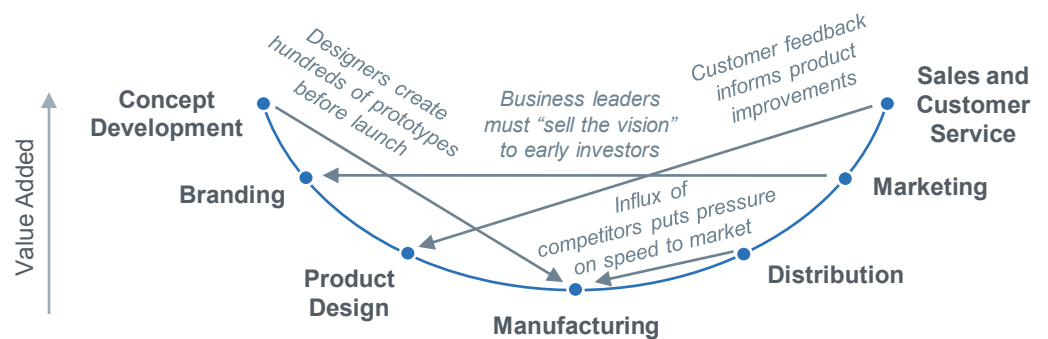 Value Added
Concept
Development
Branding
Product
Design
Manufacturing
Distribution
Marketing
Sales and
Customer
Service
Designers create
hundreds of prototypes
before launch
Business leaders
must “sell the vision”
to early investors
Customer feedback
informs product
improvements
Influx of
competitors puts pressure
on speed to market